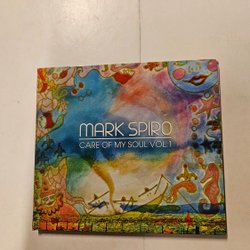 MARK SPIRO
CARE OF MY SOUL VOL.1